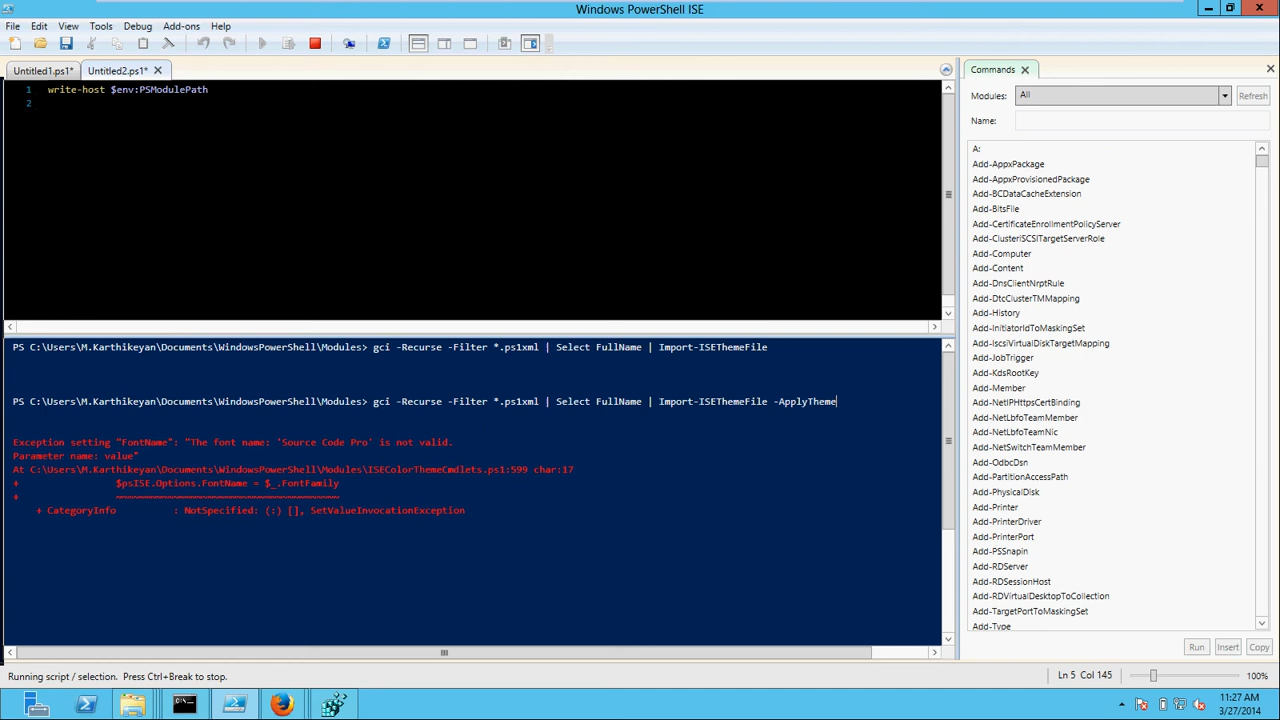 Windows PowerShell ISE
File Edit View Tools Debug Add-ons Help
Untitled1.ps1* Untitled2.ps1*
1 write-host $env:PSModulePath
2
PS C:\Users\M.Karthikeyan\Documents\WindowsPowerShell\Modules> gci -Recurse -Filter *.ps1xml | Select FullName | Import-ISEThemeFile
PS C:\Users\M.Karthikeyan\Documents\WindowsPowerShell\Modules> gci -Recurse -Filter *.ps1xml | Select FullName | Import-ISEThemeFile -ApplyTheme
Exception setting "FontName": "The font name: 'Source Code Pro' is not valid.
Parameter name: value"
At C:\Users\M.Karthikeyan\Documents\WindowsPowerShell\Modules\ISEColorThemeCmdlets.ps1:599 char:17
+ $psISE.Options.FontName = $_.FontFamily
+ ~~~~~~~~~~~~~~~~~~~~~~~~~~~~~~~~~~~~~~~
+ CategoryInfo : NotSpecified: (:) [], SetValueInvocationException
Commands
Modules: All Refresh
Name:
A:
Add-AppxPackage
Add-AppxProvisionedPackage
Add-BCDataCacheExtension
Add-BitsFile
Add-CertificateEnrollmentPolicyServer
Add-ClusteriSCSITargetServerRole
Add-Computer
Add-Content
Add-DnsClientNrptRule
Add-DtcClusterTMMapping
Add-History
Add-InitiatorIdToMaskingSet
Add-IscsiVirtualDiskTargetMapping
Add-JobTrigger
Add-KdsRootKey
Add-Member
Add-NetIPHttpsCertBinding
Add-NetLbfoTeamMember
Add-NetLbfoTeamNic
Add-NetSwitchTeamMember
Add-OdbcDsn
Add-PartitionAccessPath
Add-PhysicalDisk
Add-Printer
Add-PrinterDriver
Add-PrinterPort
Add-PSSnapin
Add-RDServer
Add-RDSessionHost
Add-RDVirtualDesktopToCollection
Add-TargetPortToMaskingSet
Add-Type
Run Insert Copy
Running script / selection. Press Ctrl+Break to stop. Ln 5 Col 145 100%
11:27 AM
3/27/2014